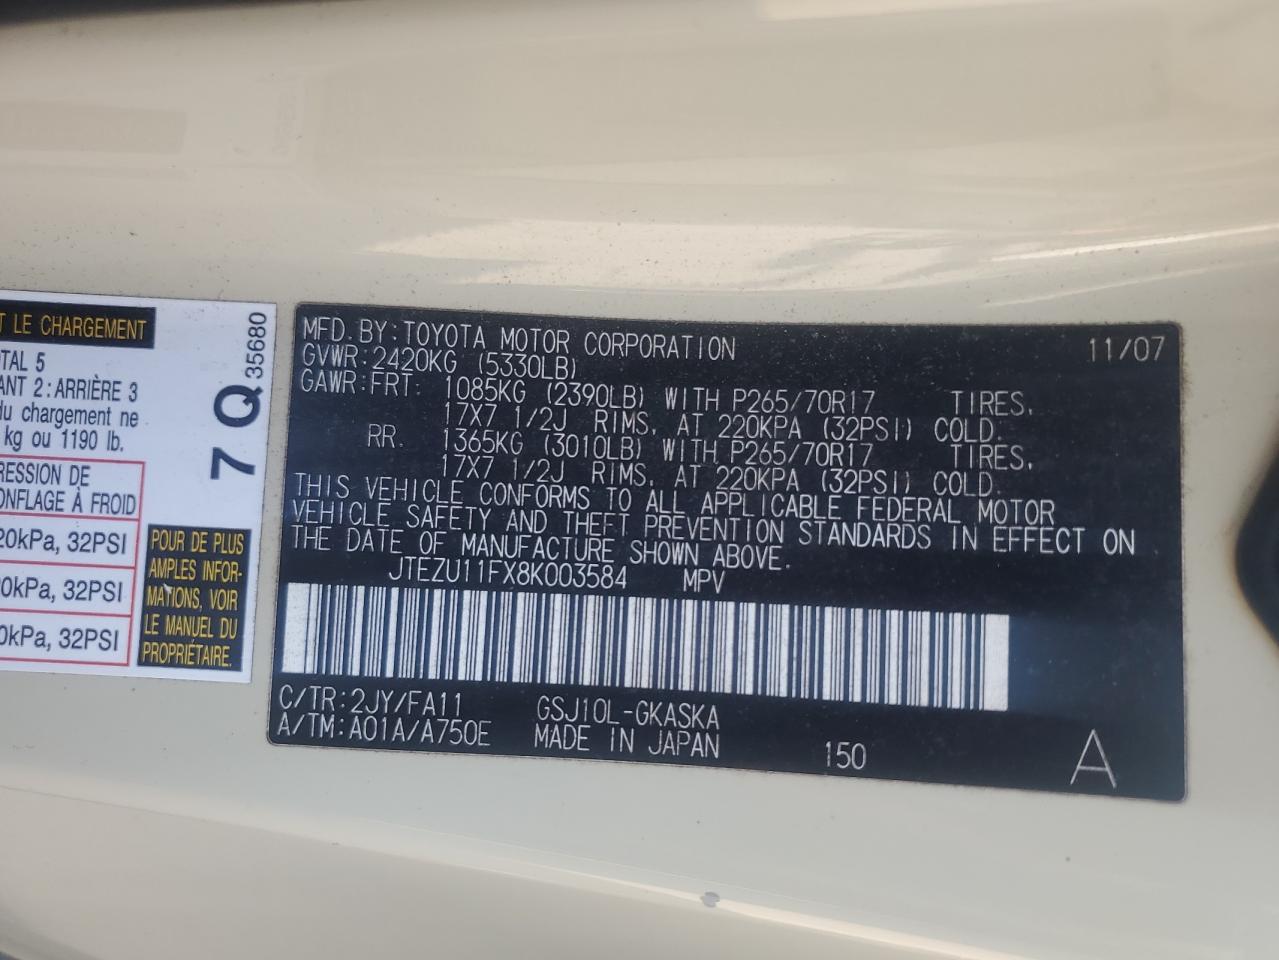 T LE CHARGEMENT
OTAL 5
ANT 2:ARRIÈRE 3
du chargement ne
kg ou 1190 lb.
RESSION DE
ONFLAGE À FROID
20kPa, 32PSI
0kPa, 32PSI
0kPa, 32PSI
7Q 35680
POUR DE PLUS
AMPLES INFOR-
MATIONS, VOIR
LE MANUEL DU
PROPRIÉTAIRE.
MFD. BY:TOYOTA MOTOR CORPORATION 11/07
GVWR:2420KG (5330LB)
GAWR:FRT. 1085KG (2390LB) WITH P265/70R17 TIRES,
17X7 1/2J RIMS, AT 220KPA (32PSI) COLD.
RR. 1365KG (3010LB) WITH P265/70R17 TIRES,
17X7 1/2J RIMS, AT 220KPA (32PSI) COLD.
THIS VEHICLE CONFORMS TO ALL APPLICABLE FEDERAL MOTOR
VEHICLE SAFETY AND THEFT PREVENTION STANDARDS IN EFFECT ON
THE DATE OF MANUFACTURE SHOWN ABOVE.
JTEZU11FX8K003584 MPV
C/TR:2JY/FA11 GSJ10L-GKASKA
A/TM:A01A/A750E MADE IN JAPAN 150 A